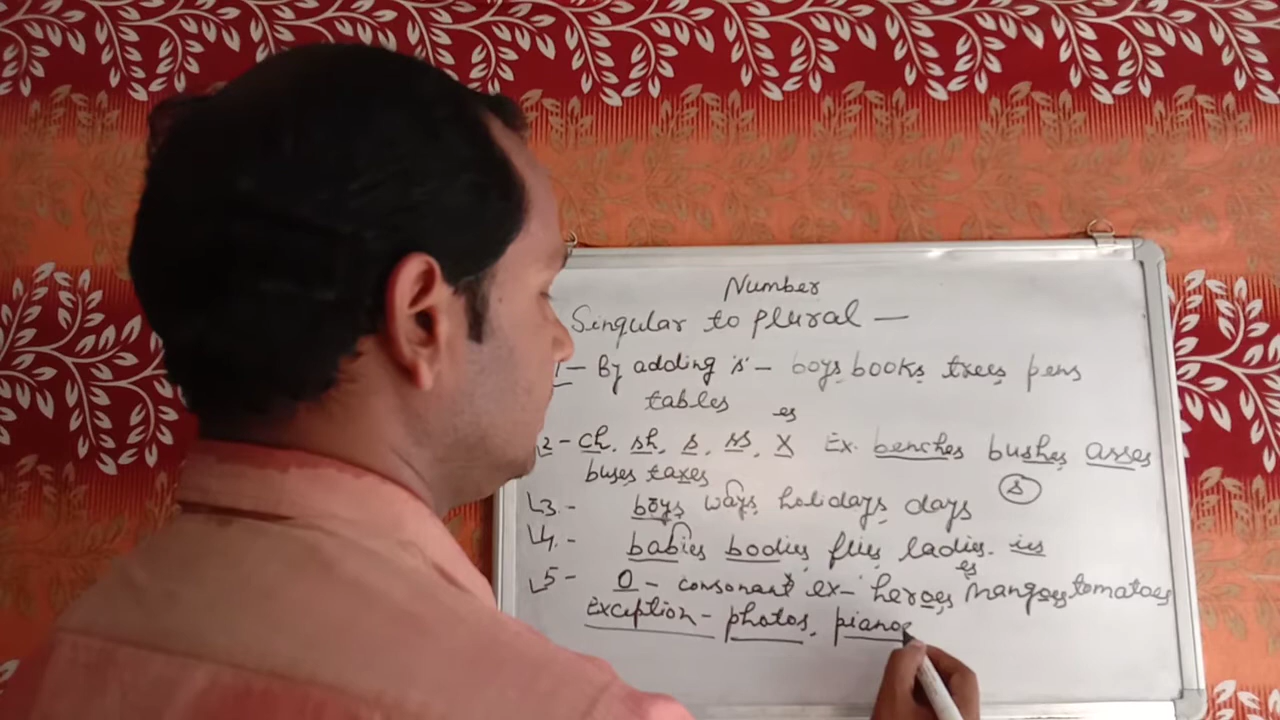 Number
Singular to plural —
1 — By adding 's' — boys books trees pens
tables
es
2 - ch, sh, s, ss, X Ex. benches bushes asses
buses taxes
s
3. - boys ways holidays days
4. - babies bodies flies ladies. ies
es
5 - O - consonant ex- heroes Mangoes tomatoes
Exception - photos, pianos